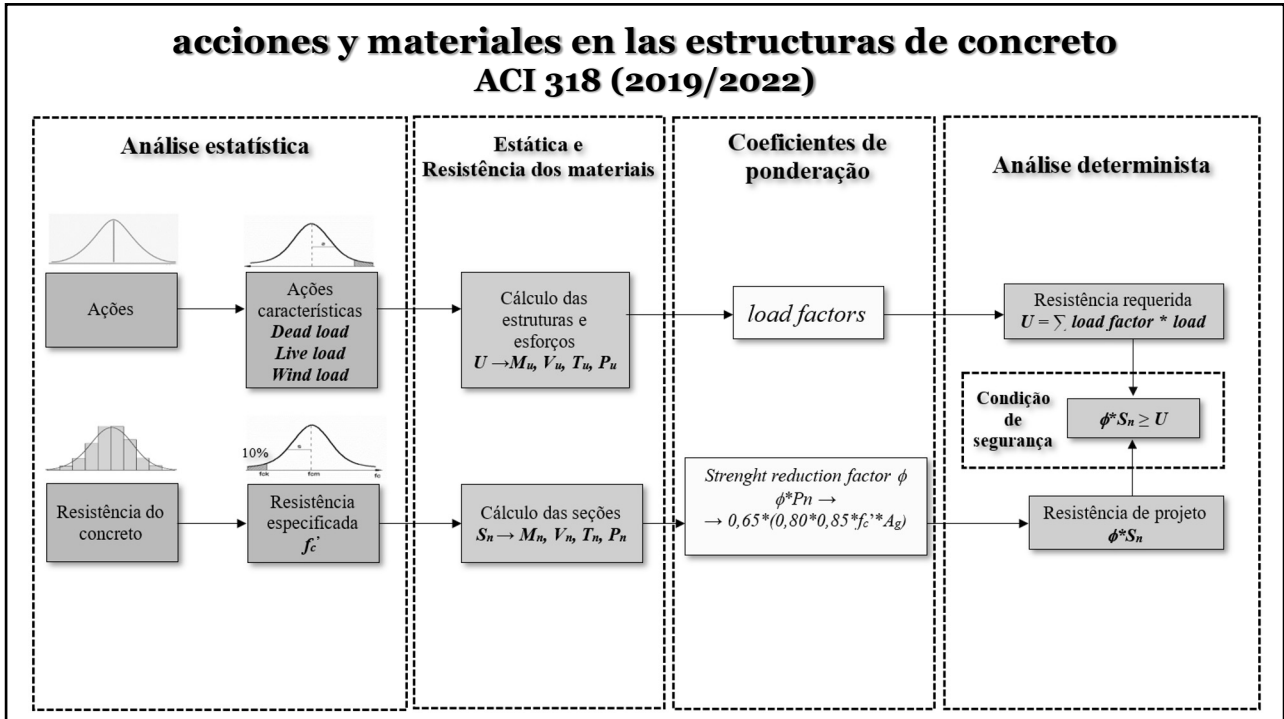 acciones y materiales en las estructuras de concreto
ACI 318 (2019/2022)
Análise estatística
Ações
Ações
características
Dead load
Live load
Wind load
10%
fck
fcm
fc
Resistência do
concreto
Resistência
especificada
fc'
Estática e
Resistência dos materiais
Cálculo das
estruturas e
esforços
U →Mu, Vu, Tu, Pu
Cálculo das seções
Sn → Mn, Vn, Tn, Pn
Coeficientes de
ponderação
load factors
Strenght reduction factor ϕ
ϕ*Pn →
→ 0,65*(0,80*0,85*fc'*Ag)
Análise determinista
Resistência requerida
U = ∑ load factor * load
Condição
de
segurança
ϕ*Sn ≥ U
Resistência de projeto
ϕ*Sn